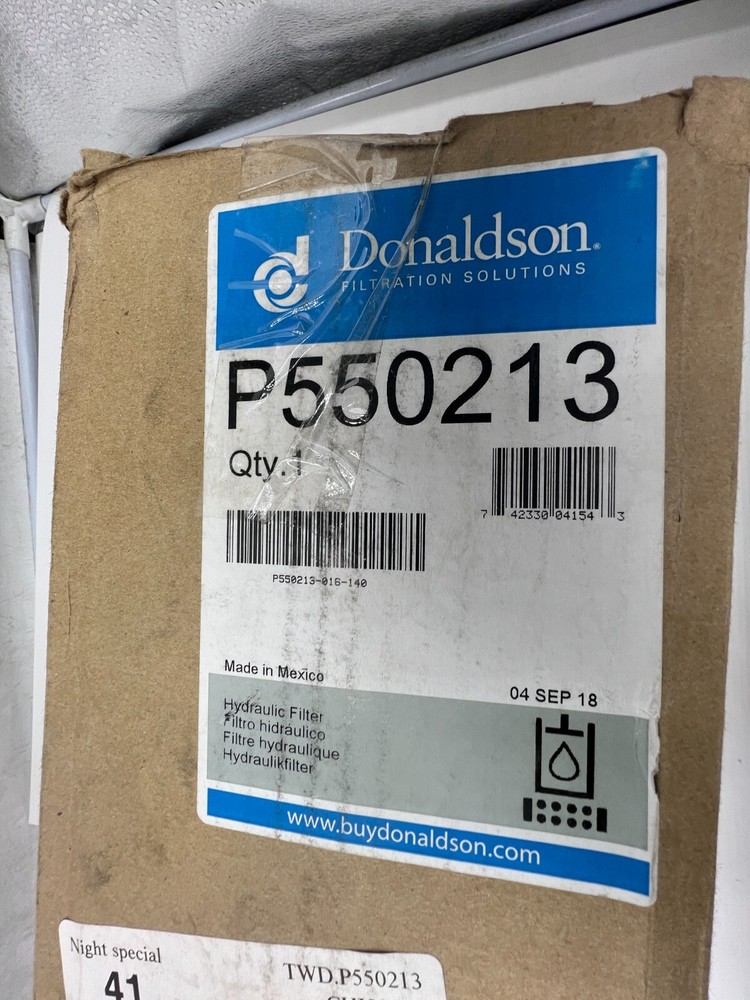 Donaldson®
FILTRATION SOLUTIONS
P550213
Qty.1
7 42330 04154 3
P550213-016-140
Made in Mexico
04 SEP 18
Hydraulic Filter
Filtro hidráulico
Filtre hydraulique
Hydraulikfilter
www.buydonaldson.com
Night special
TWD.P550213
41